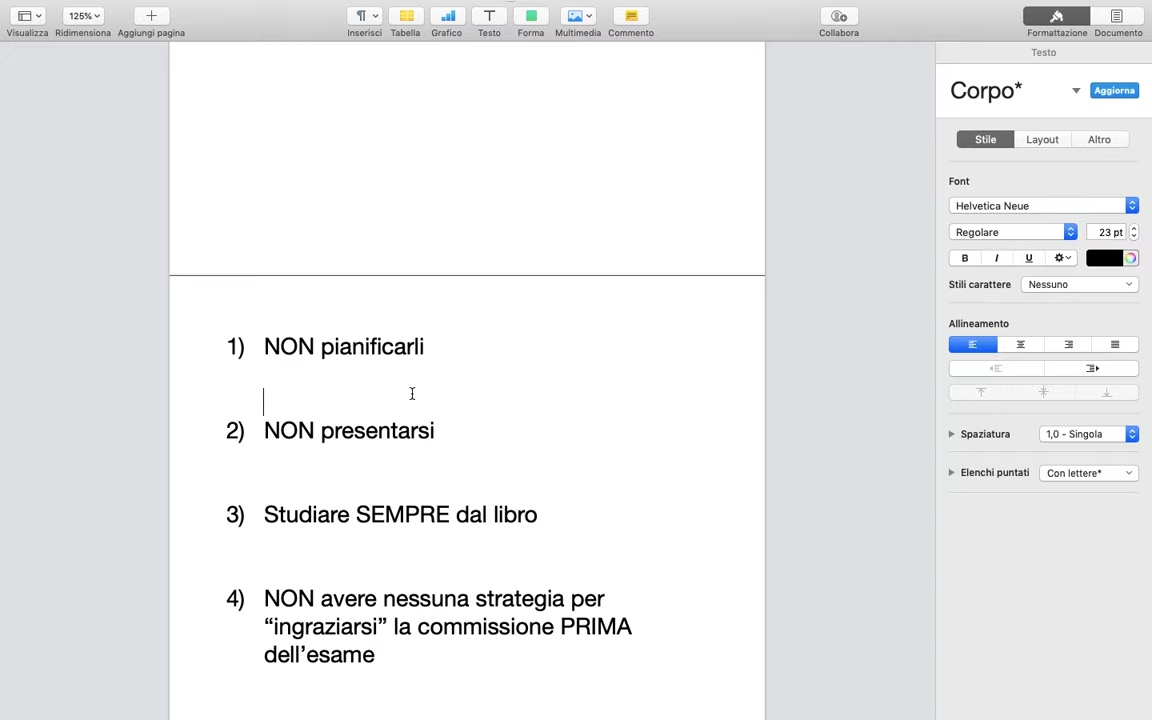 125%
Visualizza Ridimensiona Aggiungi pagina Inserisci Tabella Grafico Testo Forma Multimedia Commento Collabora Formattazione Documento
Testo
Corpo* Aggiorna
Stile Layout Altro
Font
Helvetica Neue
Regolare 23 pt
B I U
Stili carattere Nessuno
Allineamento
Spaziatura 1,0 - Singola
Elenchi puntati Con lettere*
1) NON pianificarli
2) NON presentarsi
3) Studiare SEMPRE dal libro
4) NON avere nessuna strategia per
“ingraziarsi” la commissione PRIMA
dell’esame